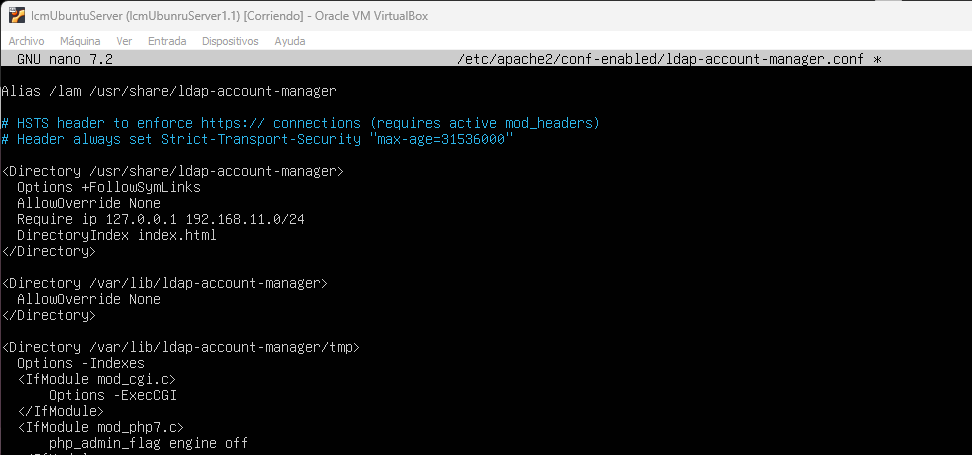 lcmUbuntuServer (lcmUbunruServer1.1) [Corriendo] - Oracle VM VirtualBox
Archivo Máquina Ver Entrada Dispositivos Ayuda
GNU nano 7.2 /etc/apache2/conf-enabled/ldap-account-manager.conf *
Alias /lam /usr/share/ldap-account-manager
# HSTS header to enforce https:// connections (requires active mod_headers)
# Header always set Strict-Transport-Security "max-age=31536000"
<Directory /usr/share/ldap-account-manager>
Options +FollowSymLinks
AllowOverride None
Require ip 127.0.0.1 192.168.11.0/24
DirectoryIndex index.html
</Directory>
<Directory /var/lib/ldap-account-manager>
AllowOverride None
</Directory>
<Directory /var/lib/ldap-account-manager/tmp>
Options -Indexes
<IfModule mod_cgi.c>
Options -ExecCGI
</IfModule>
<IfModule mod_php7.c>
php_admin_flag engine off